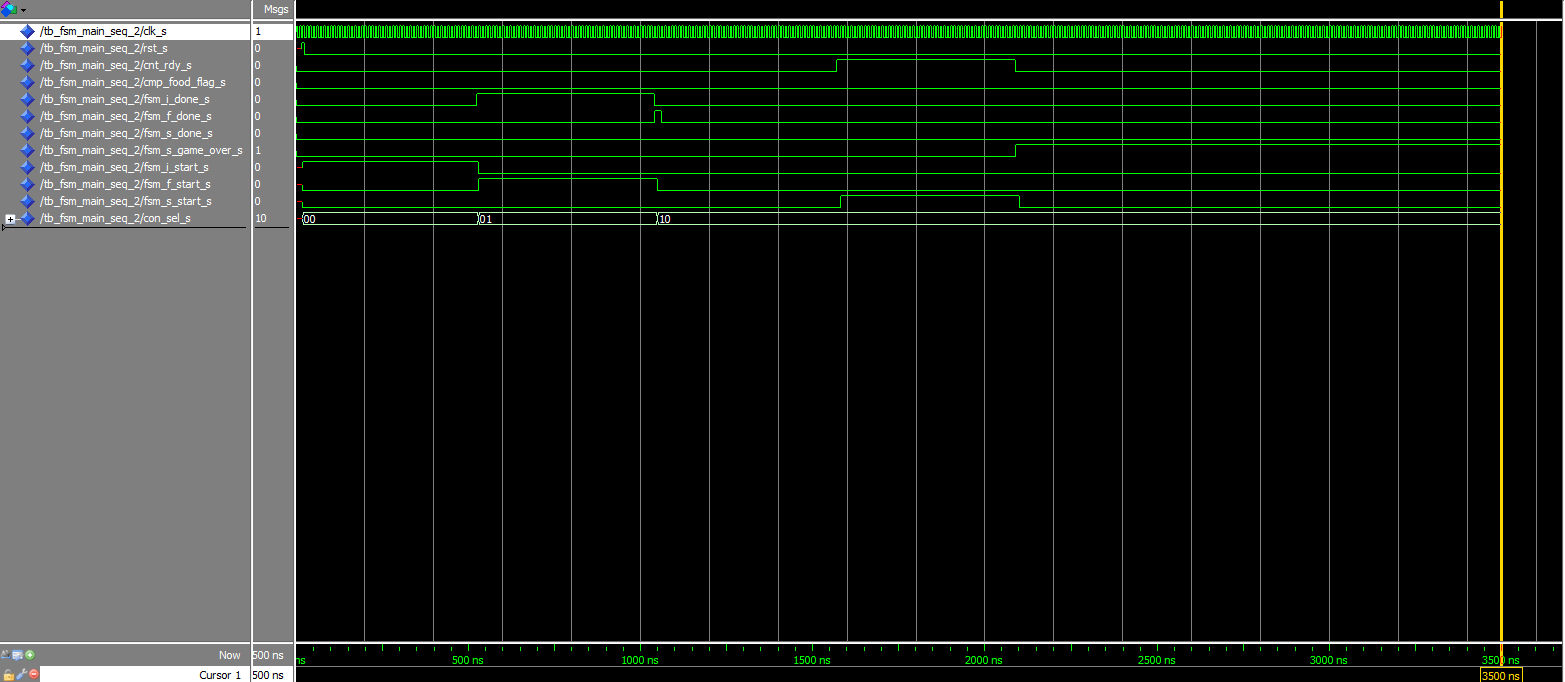 Msgs
/tb_fsm_main_seq_2/clk_s 1
/tb_fsm_main_seq_2/rst_s 0
/tb_fsm_main_seq_2/cnt_rdy_s 0
/tb_fsm_main_seq_2/cmp_food_flag_s 0
/tb_fsm_main_seq_2/fsm_i_done_s 0
/tb_fsm_main_seq_2/fsm_f_done_s 0
/tb_fsm_main_seq_2/fsm_s_done_s 0
/tb_fsm_main_seq_2/fsm_s_game_over_s 1
/tb_fsm_main_seq_2/fsm_i_start_s 0
/tb_fsm_main_seq_2/fsm_f_start_s 0
/tb_fsm_main_seq_2/fsm_s_start_s 0
/tb_fsm_main_seq_2/con_sel_s 10 00 01 10
Now 500 ns ns 500 ns 1000 ns 1500 ns 2000 ns 2500 ns 3000 ns 3500 ns
Cursor 1 500 ns 3500 ns